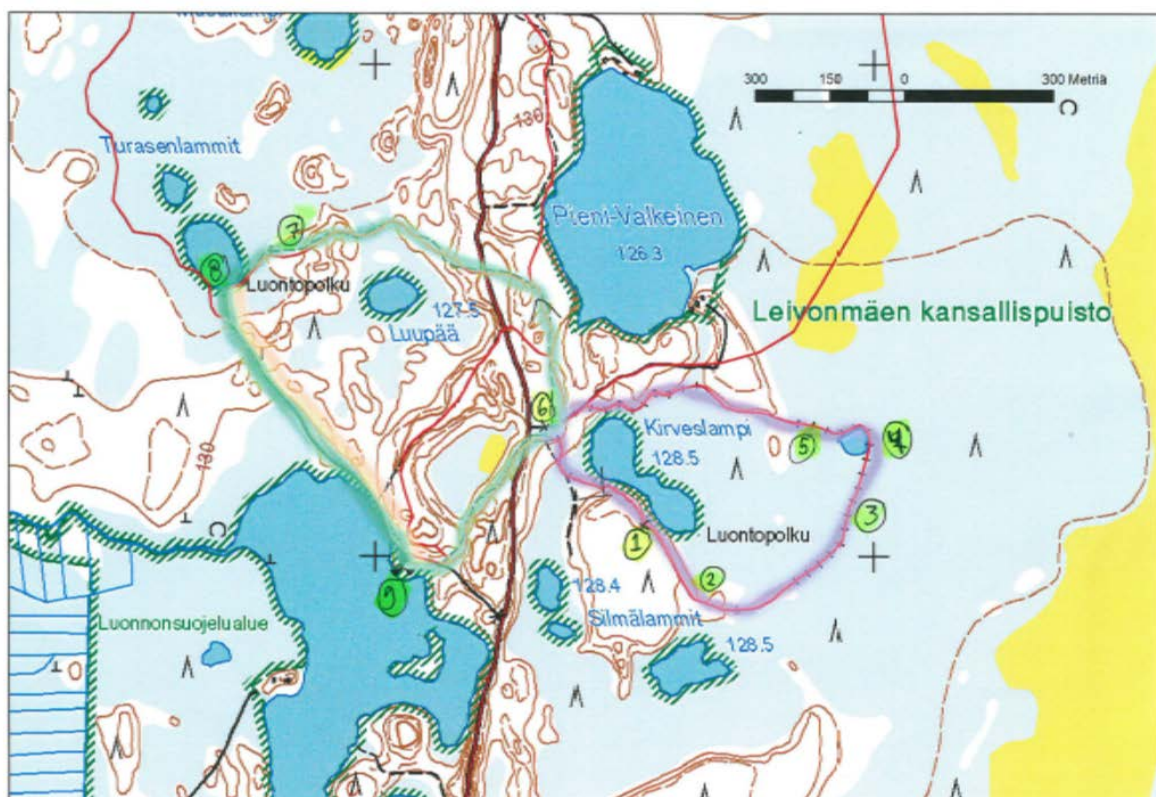 300 150 0 300 Metriä
130
Turasenlammit
Pieni-Valkeinen
126.3
7
8
Luontopolku
127.5
Luupää
Leivonmäen kansallispuisto
6
Kirveslampi
128.5
5
4
130
3
1
Luontopolku
2
9
128.4
Silmälammit
128.5
Luonnonsuojelualue